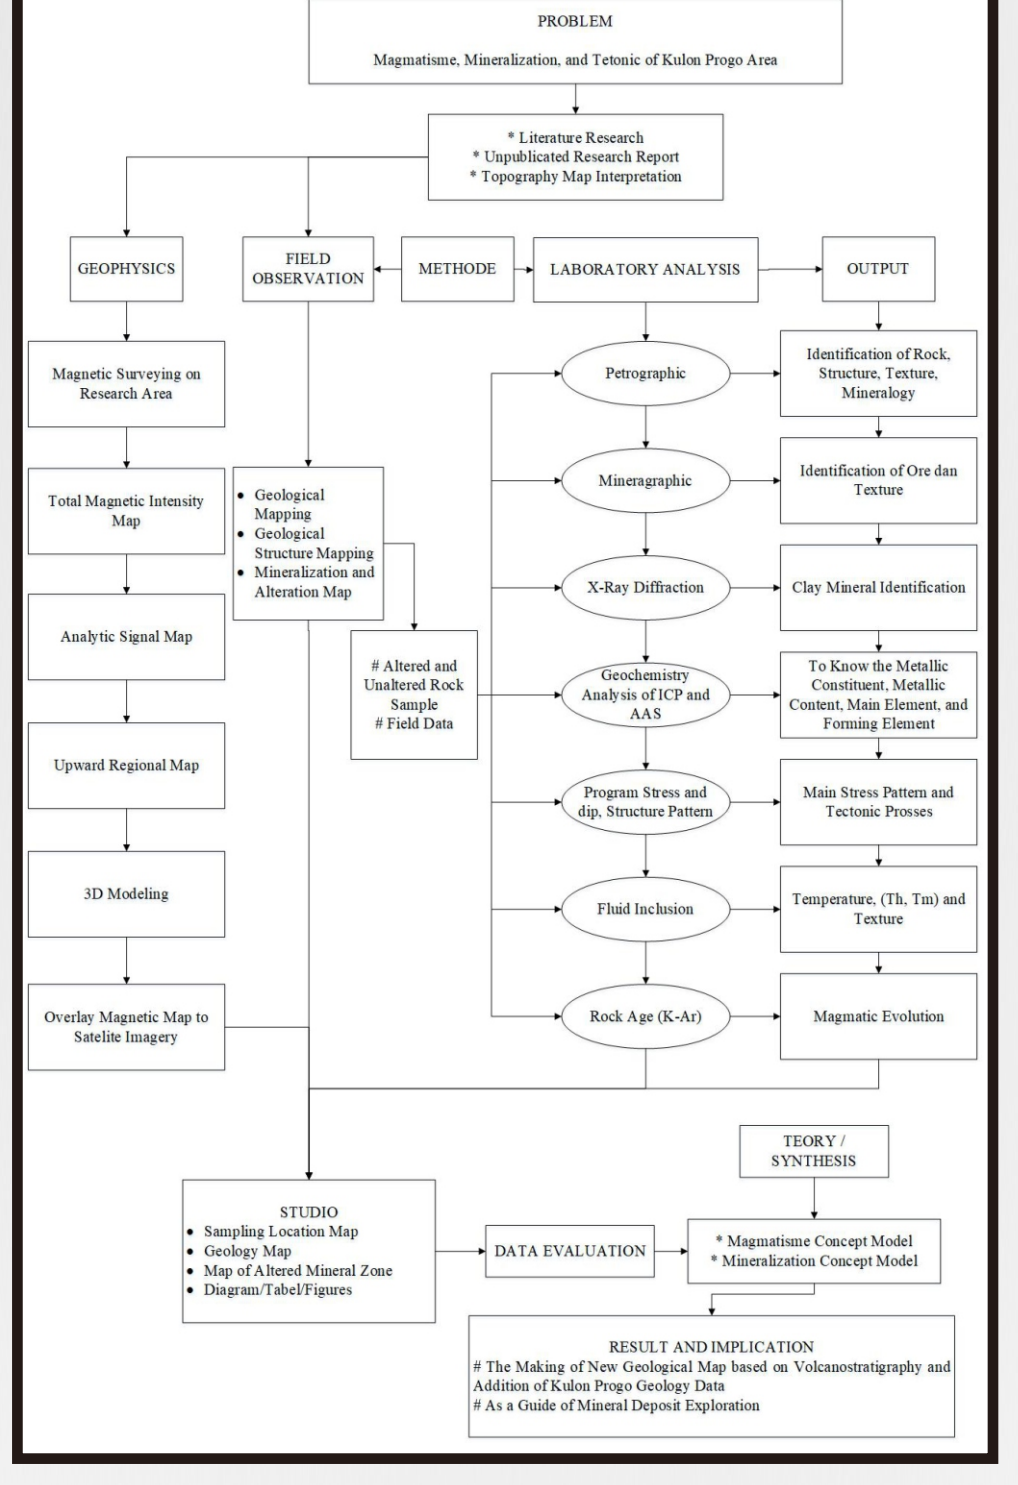 PROBLEM
Magmatisme, Mineralization, and Tetonic of Kulon Progo Area
* Literature Research
* Unpublicated Research Report
* Topography Map Interpretation
GEOPHYSICS
FIELD
OBSERVATION
METHODE
LABORATORY ANALYSIS
OUTPUT
Magnetic Surveying on
Research Area
Total Magnetic Intensity
Map
Analytic Signal Map
Upward Regional Map
3D Modeling
Overlay Magnetic Map to
Satelite Imagery
• Geological
Mapping
• Geological
Structure Mapping
• Mineralization and
Alteration Map
# Altered and
Unaltered Rock
Sample
# Field Data
Petrographic
Mineragraphic
X-Ray Diffraction
Geochemistry
Analysis of ICP and
AAS
Program Stress and
dip, Structure Pattern
Fluid Inclusion
Rock Age (K-Ar)
Identification of Rock,
Structure, Texture,
Mineralogy
Identification of Ore dan
Texture
Clay Mineral Identification
To Know the Metallic
Constituent, Metallic
Content, Main Element, and
Forming Element
Main Stress Pattern and
Tectonic Prosses
Temperature, (Th, Tm) and
Texture
Magmatic Evolution
TEORY /
SYNTHESIS
STUDIO
• Sampling Location Map
• Geology Map
• Map of Altered Mineral Zone
• Diagram/Tabel/Figures
DATA EVALUATION
* Magmatisme Concept Model
* Mineralization Concept Model
RESULT AND IMPLICATION
# The Making of New Geological Map based on Volcanostratigraphy and
Addition of Kulon Progo Geology Data
# As a Guide of Mineral Deposit Exploration